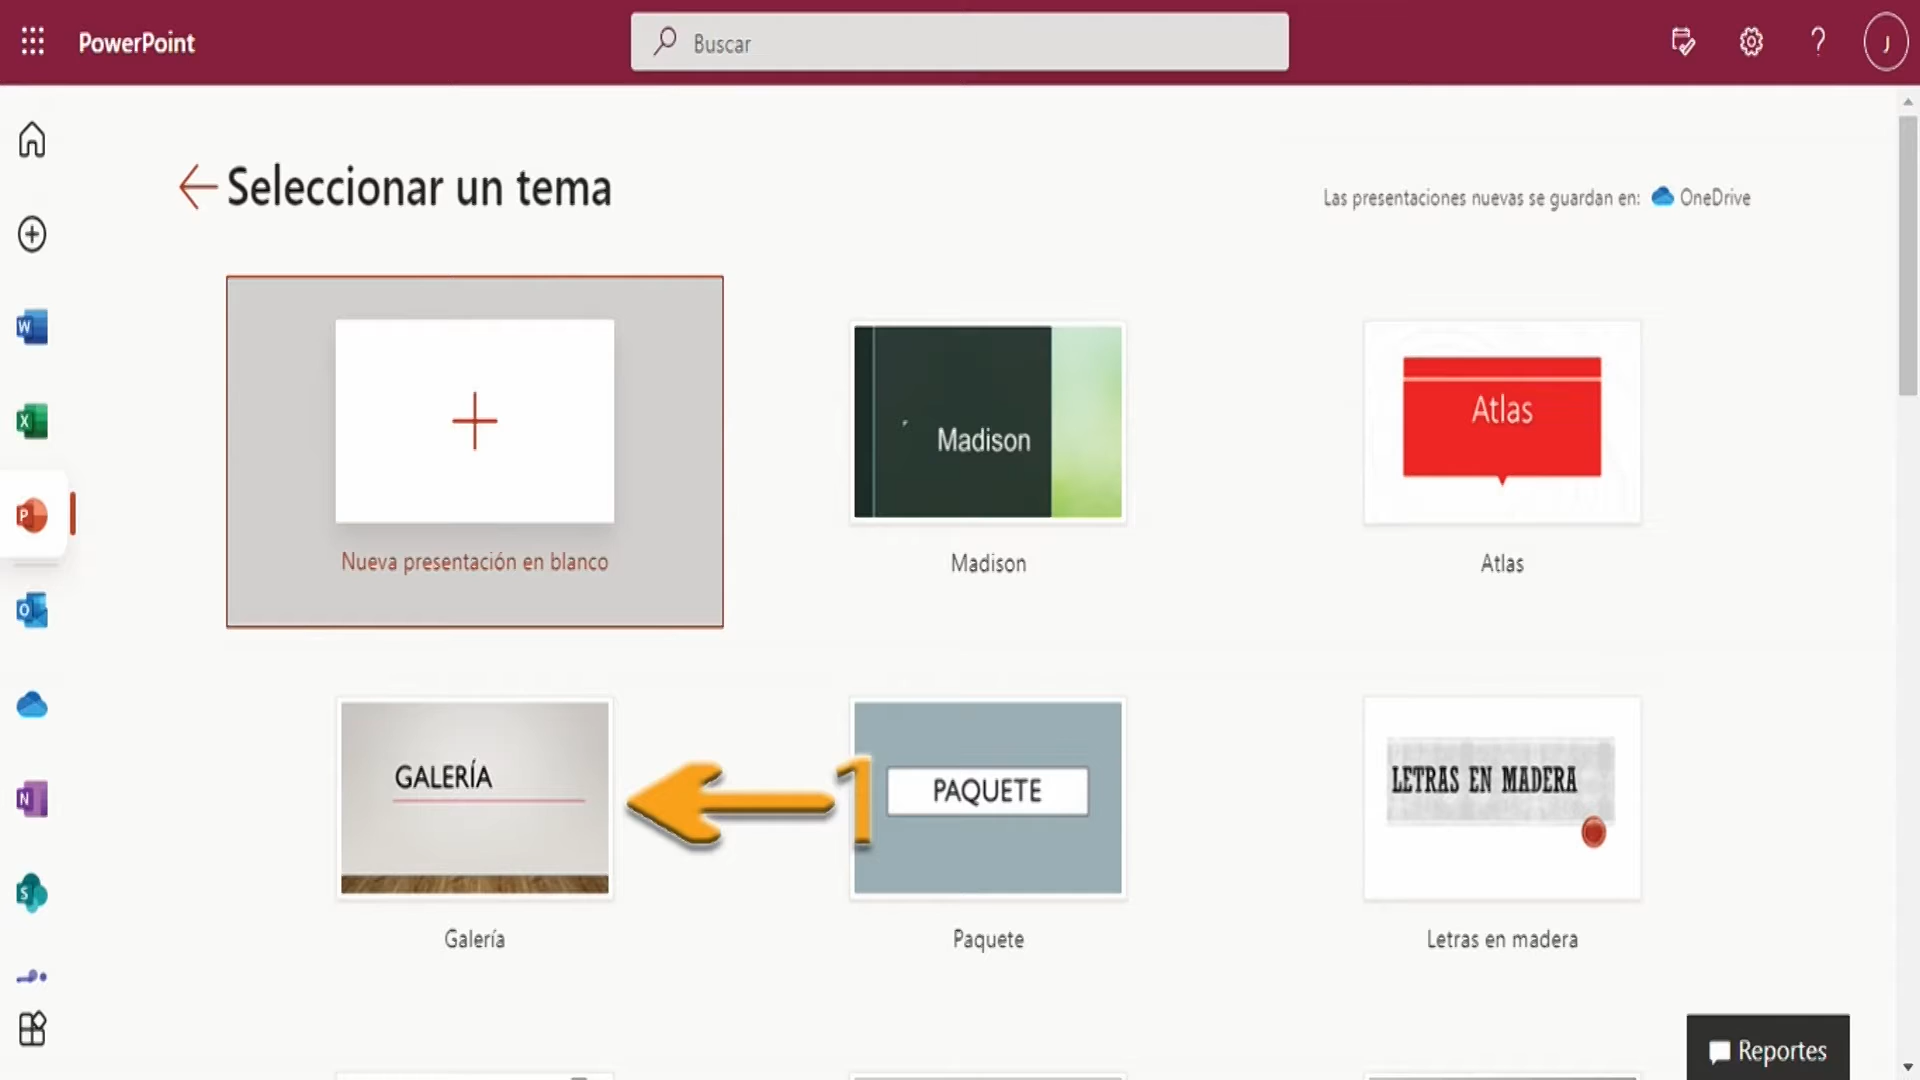 PowerPoint
Buscar
J
Seleccionar un tema
Las presentaciones nuevas se guardan en: OneDrive
W
X
P
O
N
S
Nueva presentación en blanco
Madison
Madison
Atlas
Atlas
GALERÍA
Galería
1
PAQUETE
Paquete
LETRAS EN MADERA
Letras en madera
Reportes